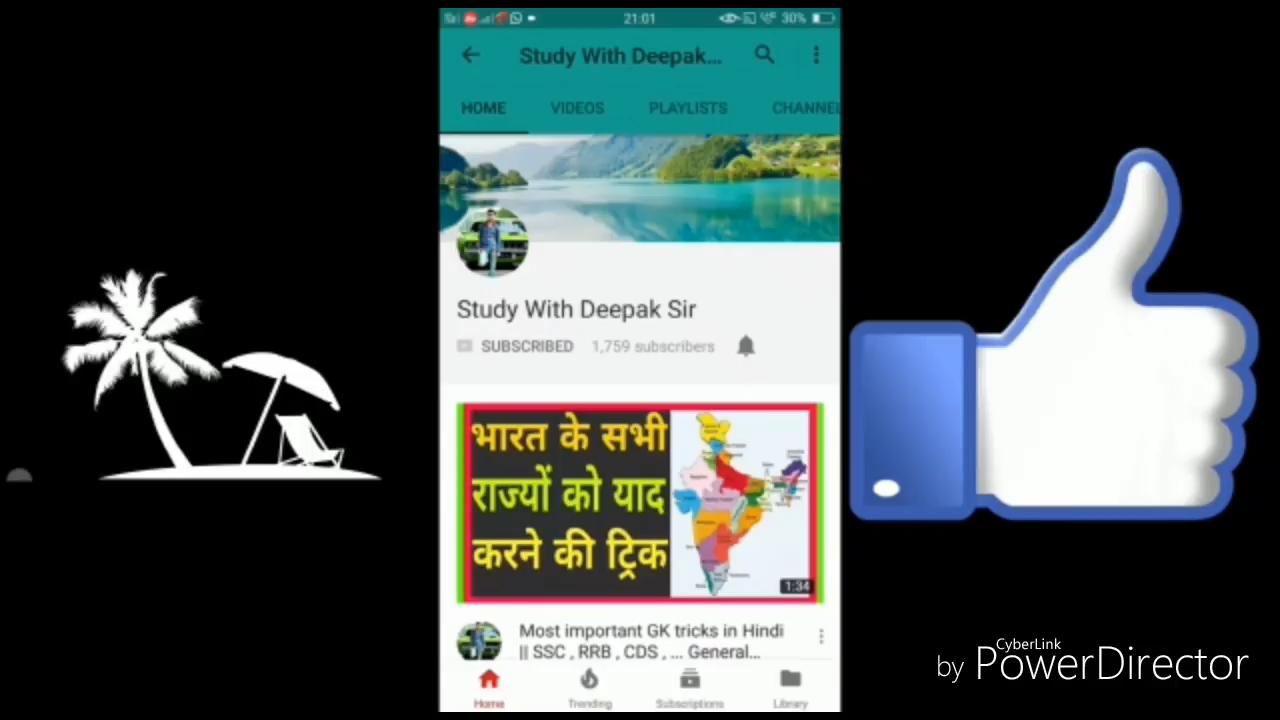 21:01
30%
Study With Deepak...
HOME VIDEOS PLAYLISTS CHANNEL
Study With Deepak Sir
SUBSCRIBED 1,759 subscribers
भारत के सभी
राज्यों को याद
करने की ट्रिक
1:34
Most important GK tricks in Hindi
|| SSC , RRB , CDS , ... General...
Home Trending Subscriptions Library
CyberLink
by PowerDirector